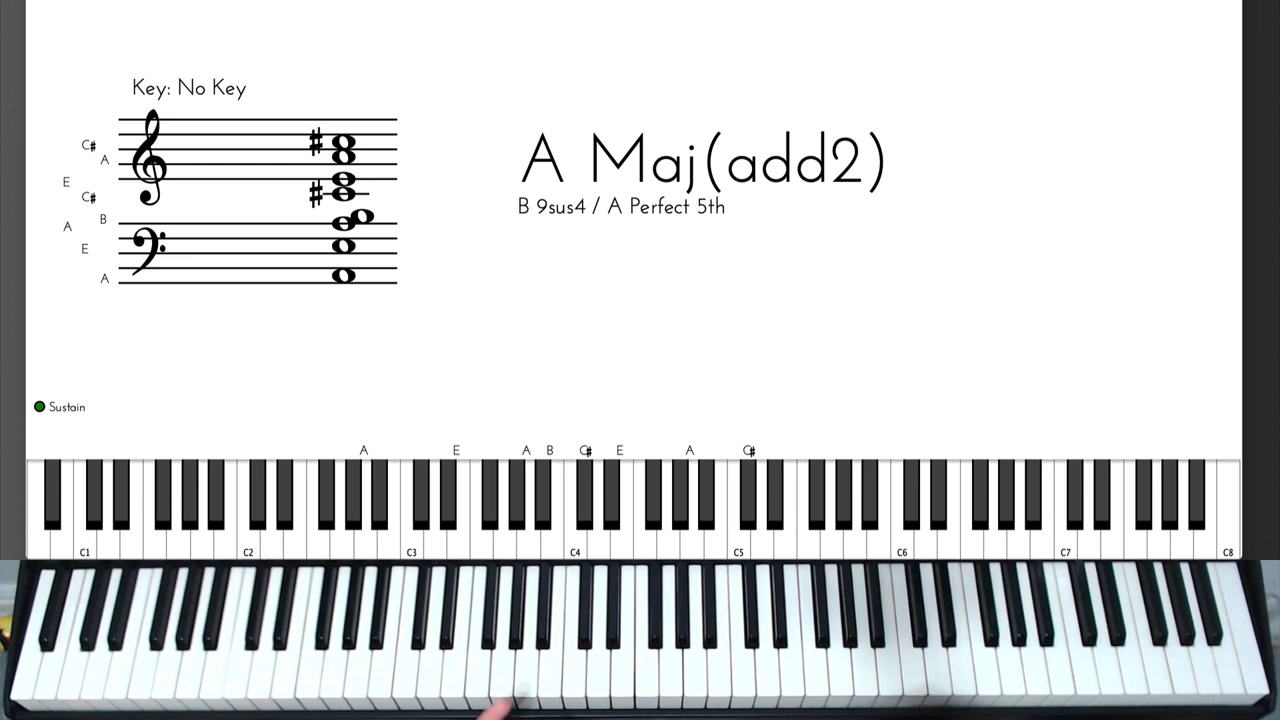 Key: No Key
C#
A
E
C#
B
A
E
A
A Maj(add2)
B 9sus4 / A Perfect 5th
Sustain
A E A B C# E A C#
C1 C2 C3 C4 C5 C6 C7 C8